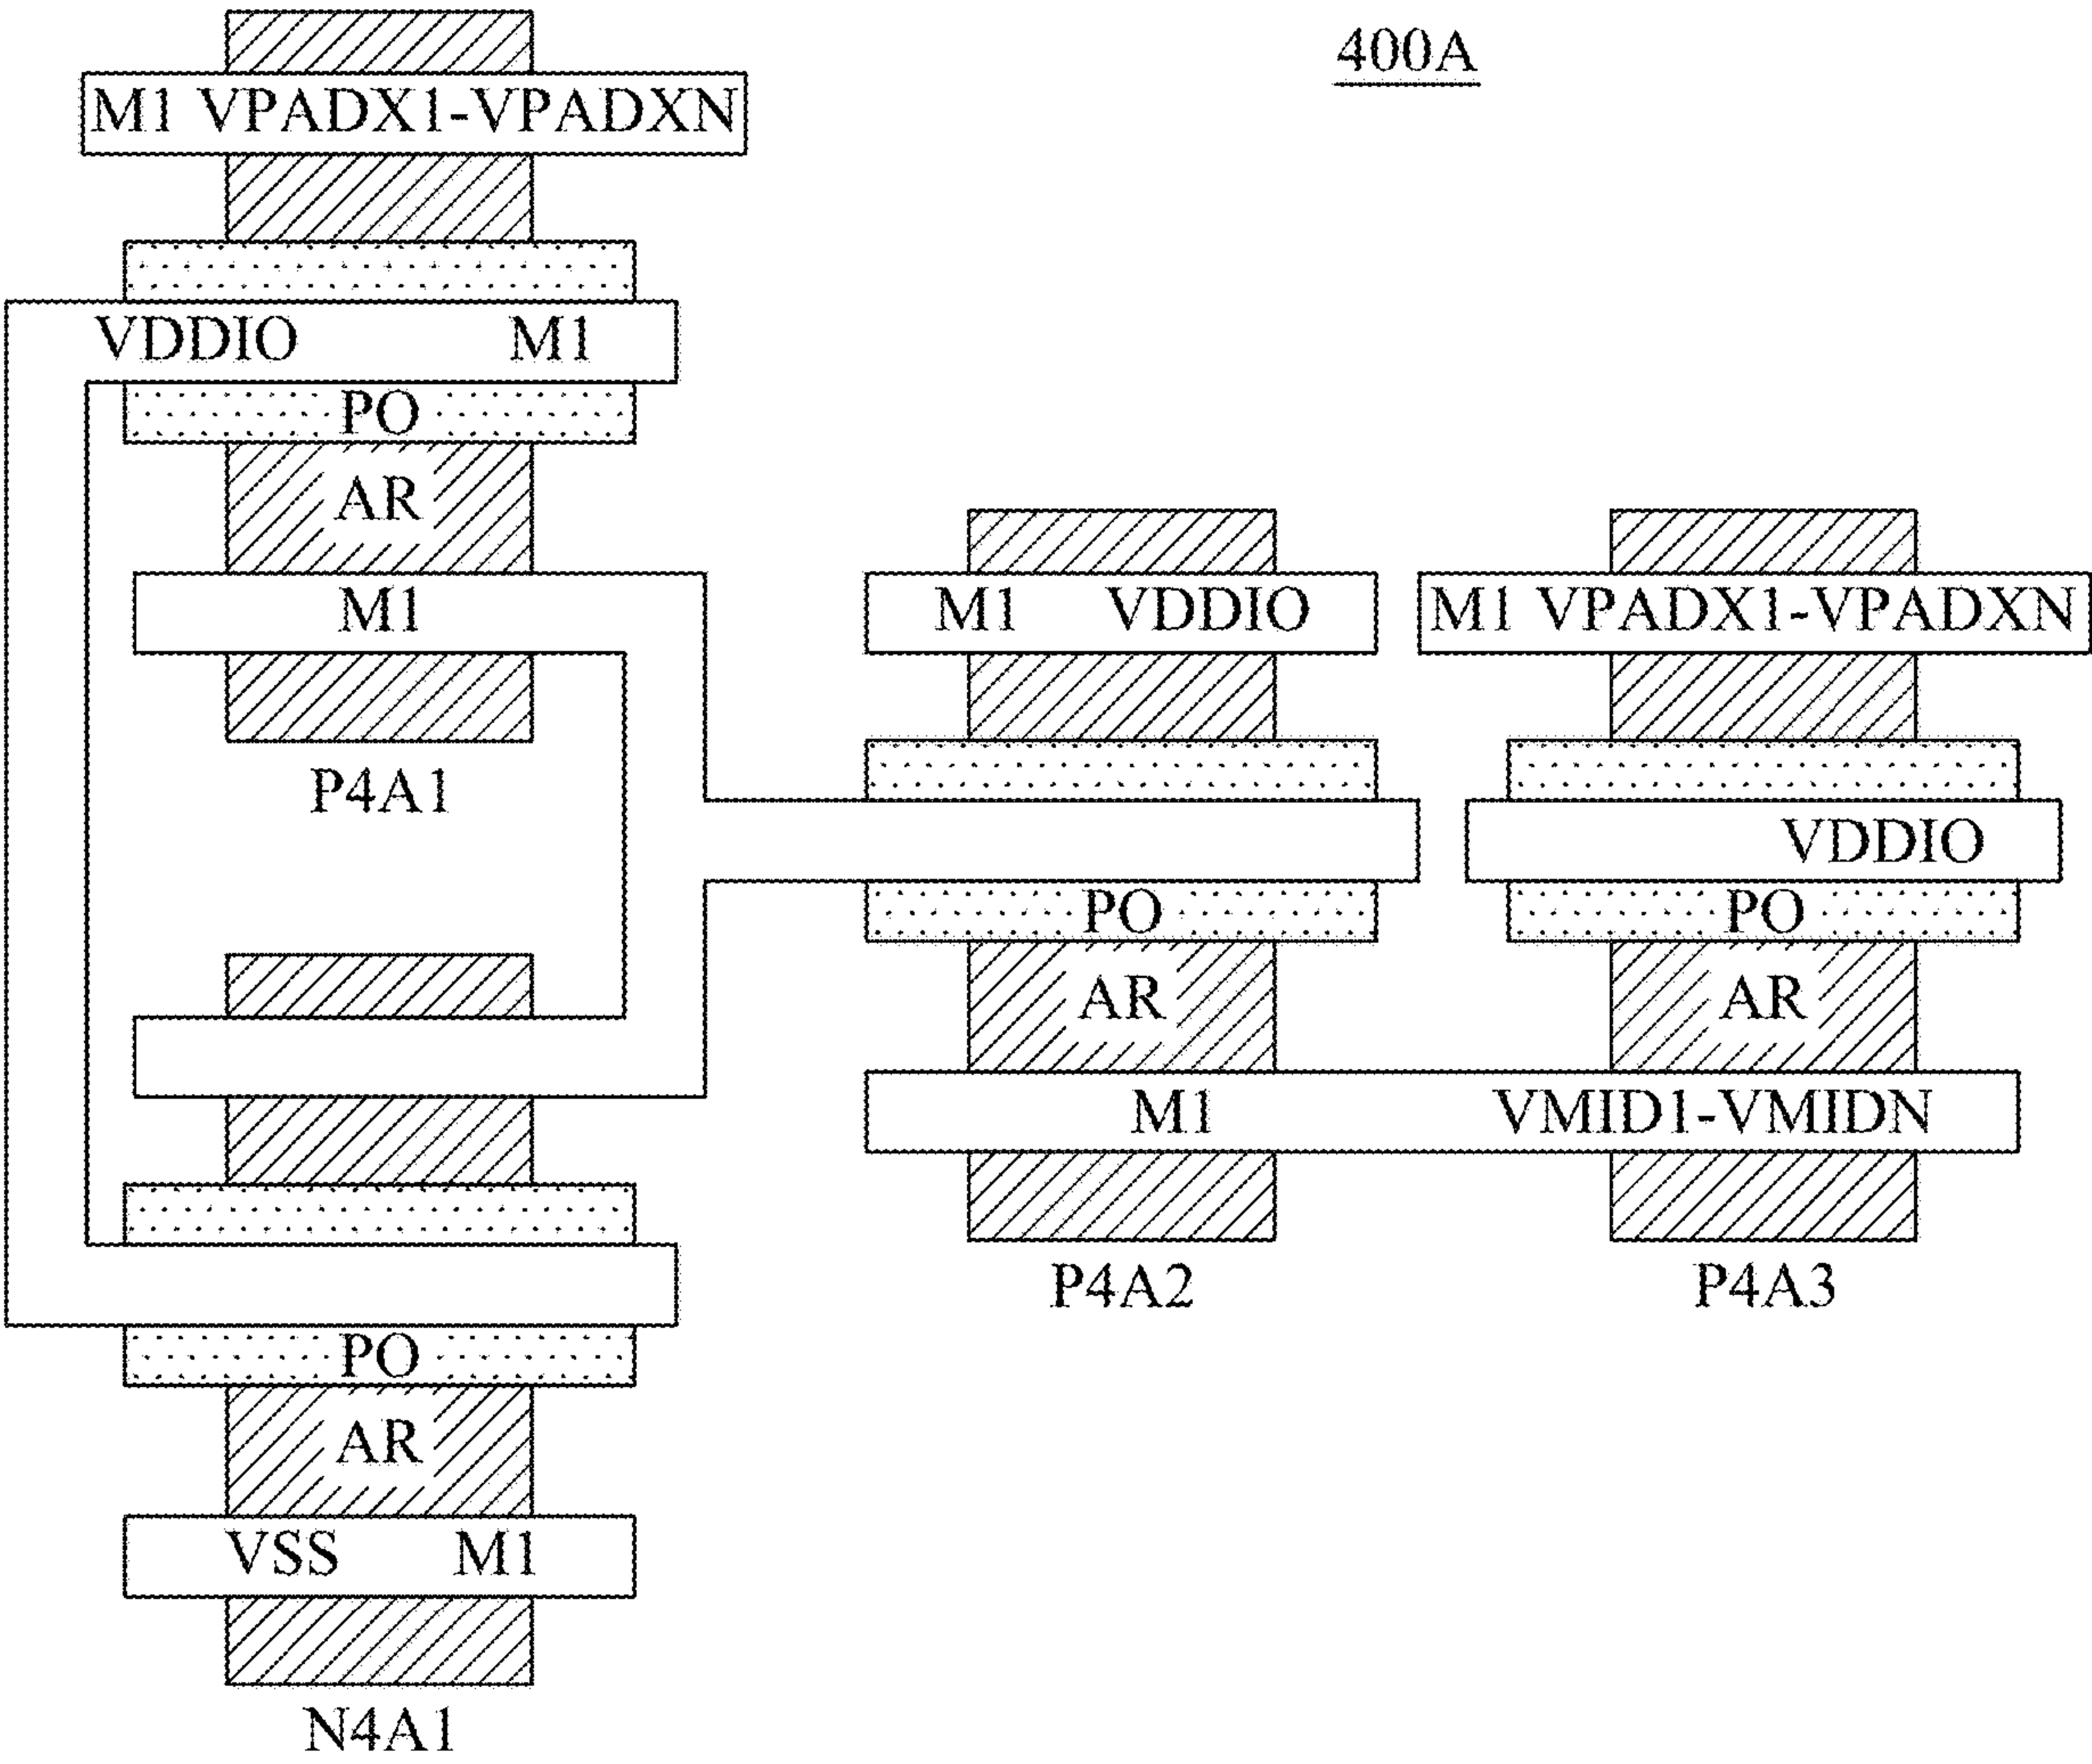 400A
M1 VPADX1-VPADXN
VDDIO M1
PO
AR
M1
P4A1
M1 VDDIO
M1 VPADX1-VPADXN
VDDIO
PO
PO
AR
AR
M1 VMID1-VMIDN
P4A2
P4A3
PO
AR
VSS M1
N4A1